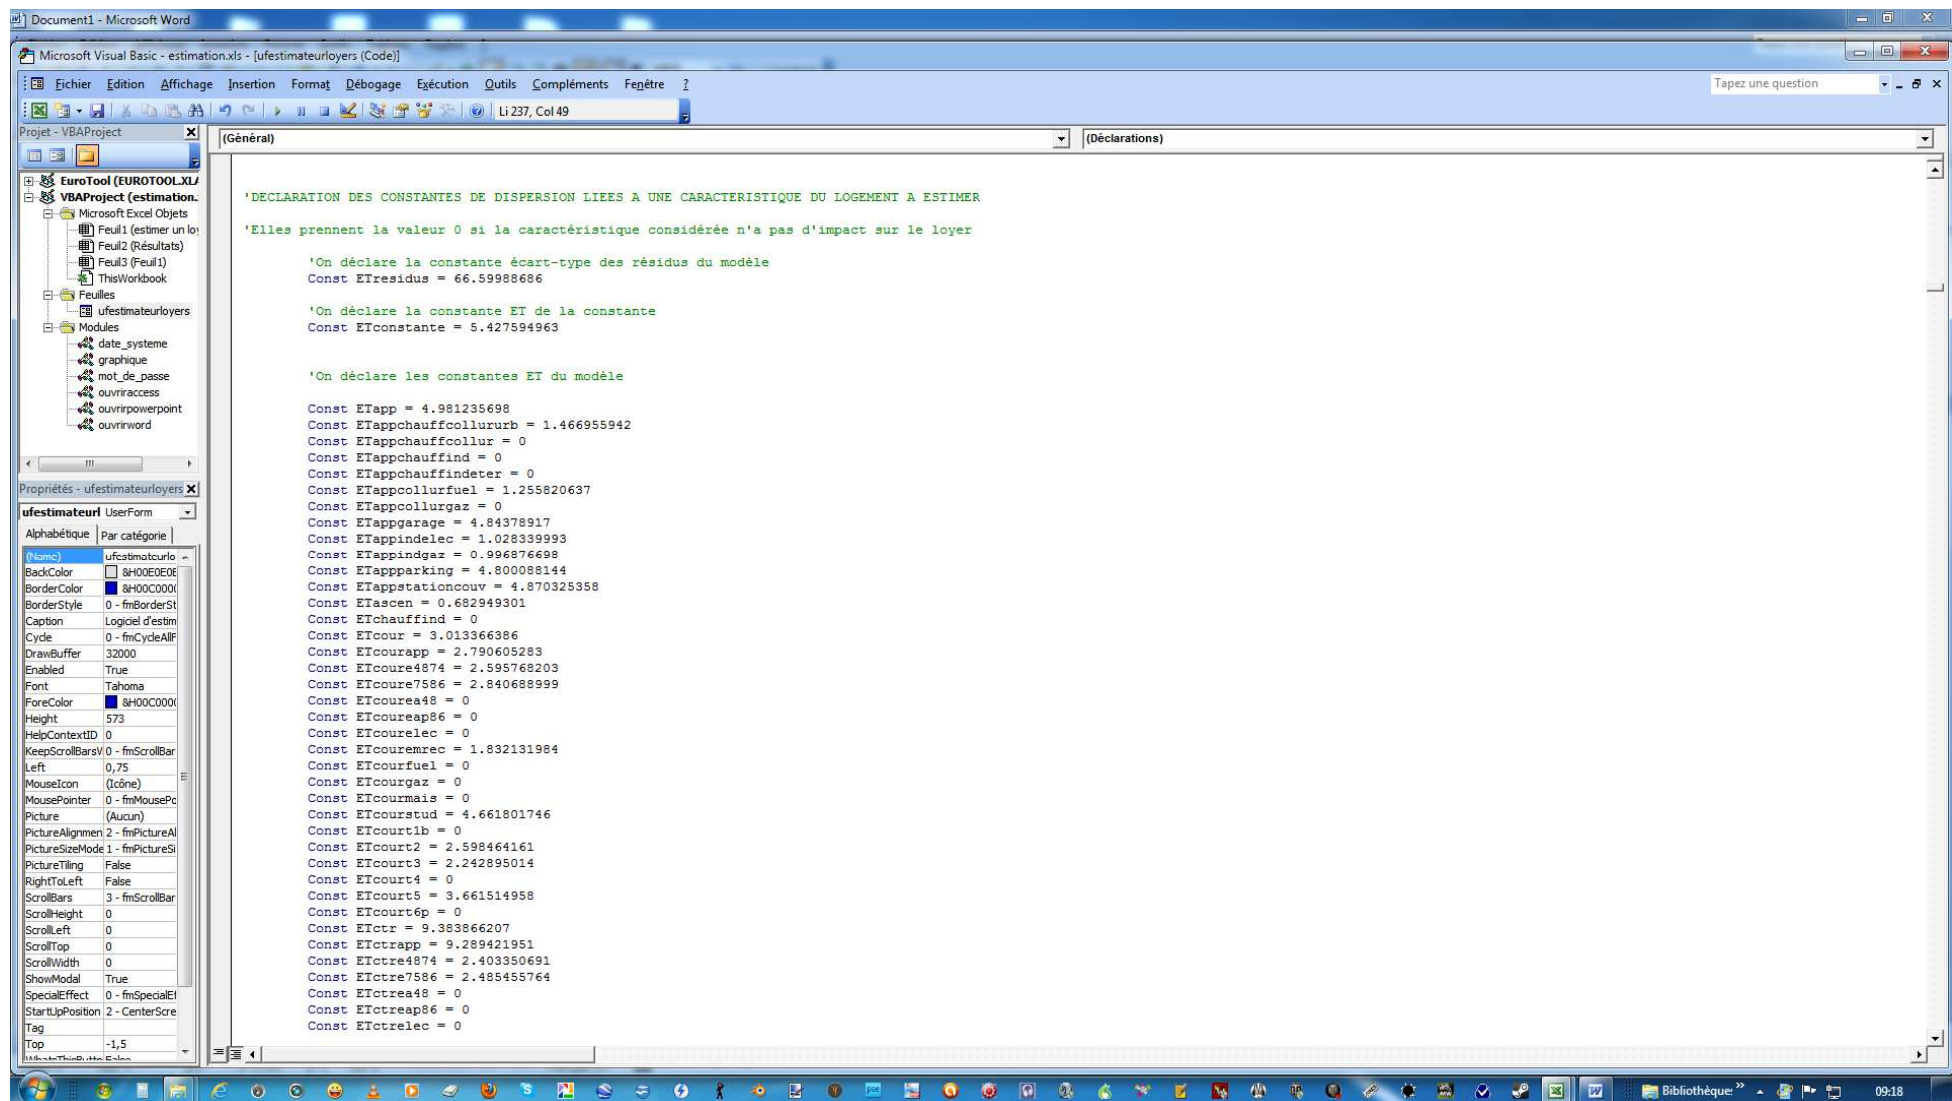 Document1 - Microsoft Word
Microsoft Visual Basic - estimation.xls - [ufestimateurloyers (Code)]
Fichier Edition Affichage Insertion Format Débogage Exécution Outils Compléments Fenêtre ? Tapez une question
Li 237, Col 49
Projet - VBAProject
(Général) (Déclarations)
EuroTool (EUROTOOL.XLA
VBAProject (estimation.
Microsoft Excel Objets
Feuil1 (estimer un loy
Feuil2 (Résultats)
Feuil3 (Feuil1)
ThisWorkbook
Feuilles
ufestimateurloyers
Modules
date_systeme
graphique
mot_de_passe
ouvriraccess
ouvrirpowerpoint
ouvrirword
Propriétés - ufestimateurloyers
ufestimateurl UserForm
Alphabétique Par catégorie
(Name) ufestimateurlo
BackColor &H00E0E0E
BorderColor &H00C000(
BorderStyle 0 - fmBorderSt
Caption Logiciel d'estim
Cycle 0 - fmCycleAllF
DrawBuffer 32000
Enabled True
Font Tahoma
ForeColor &H00C000(
Height 573
HelpContextID 0
KeepScrollBarsV 0 - fmScrollBar
Left 0,75
MouseIcon (Icône)
MousePointer 0 - fmMousePo
Picture (Aucun)
PictureAlignmen 2 - fmPictureAl
PictureSizeMode 1 - fmPictureSi
PictureTiling False
RightToLeft False
ScrollBars 3 - fmScrollBar
ScrollHeight 0
ScrollLeft 0
ScrollTop 0
ScrollWidth 0
ShowModal True
SpecialEffect 0 - fmSpecialEf
StartUpPosition 2 - CenterScre
Tag
Top -1,5
WhatsThisButto False
'DECLARATION DES CONSTANTES DE DISPERSION LIEES A UNE CARACTERISTIQUE DU LOGEMENT A ESTIMER
'Elles prennent la valeur 0 si la caractéristique considérée n'a pas d'impact sur le loyer
'On déclare la constante écart-type des résidus du modèle
Const ETresidus = 66.59988686
'On déclare la constante ET de la constante
Const ETconstante = 5.427594963
'On déclare les constantes ET du modèle
Const ETapp = 4.981235698
Const ETappchauffcollururb = 1.466955942
Const ETappchauffcollur = 0
Const ETappchauffind = 0
Const ETappchauffindeter = 0
Const ETappcollurfuel = 1.255820637
Const ETappcollurgaz = 0
Const ETappgarage = 4.84378917
Const ETappindelec = 1.028339993
Const ETappindgaz = 0.996876698
Const ETappparking = 4.800088144
Const ETappstationcouv = 4.870325358
Const ETascen = 0.682949301
Const ETchauffind = 0
Const ETcour = 3.013366386
Const ETcourapp = 2.790605283
Const ETcoure4874 = 2.595768203
Const ETcoure7586 = 2.840688999
Const ETcourea48 = 0
Const ETcoureap86 = 0
Const ETcourelec = 0
Const ETcouremrec = 1.832131984
Const ETcourfuel = 0
Const ETcourgaz = 0
Const ETcourmais = 0
Const ETcourstud = 4.661801746
Const ETcourt1b = 0
Const ETcourt2 = 2.598464161
Const ETcourt3 = 2.242895014
Const ETcourt4 = 0
Const ETcourt5 = 3.661514958
Const ETcourt6p = 0
Const ETctr = 9.383866207
Const ETctrapp = 9.289421951
Const ETctre4874 = 2.403350691
Const ETctre7586 = 2.485455764
Const ETctrea48 = 0
Const ETctreap86 = 0
Const ETctrelec = 0
Bibliothèque: 09:18